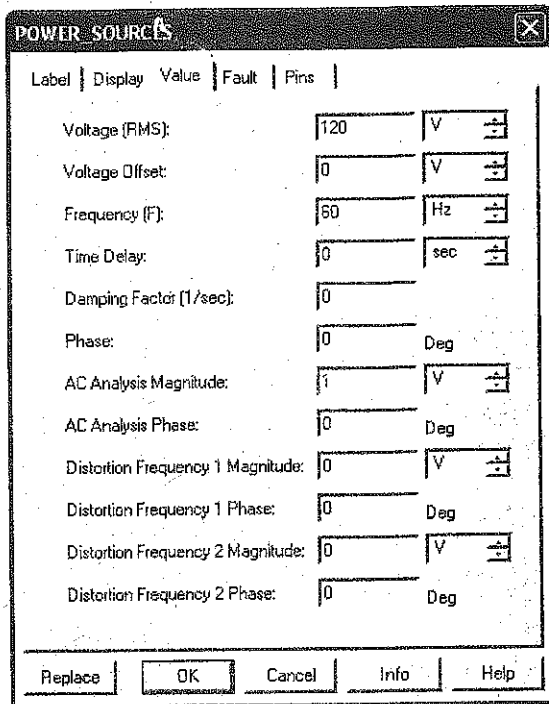 POWER_SOURCES
Label Display Value Fault Pins
Voltage (RMS): 120 V
Voltage Offset: 0 V
Frequency (F): 60 Hz
Time Delay: 0 sec
Damping Factor (1/sec): 0
Phase: 0 Deg
AC Analysis Magnitude: 1 V
AC Analysis Phase: 0 Deg
Distortion Frequency 1 Magnitude: 0 V
Distortion Frequency 1 Phase: 0 Deg
Distortion Frequency 2 Magnitude: 0 V
Distortion Frequency 2 Phase: 0 Deg
Replace OK Cancel Info Help